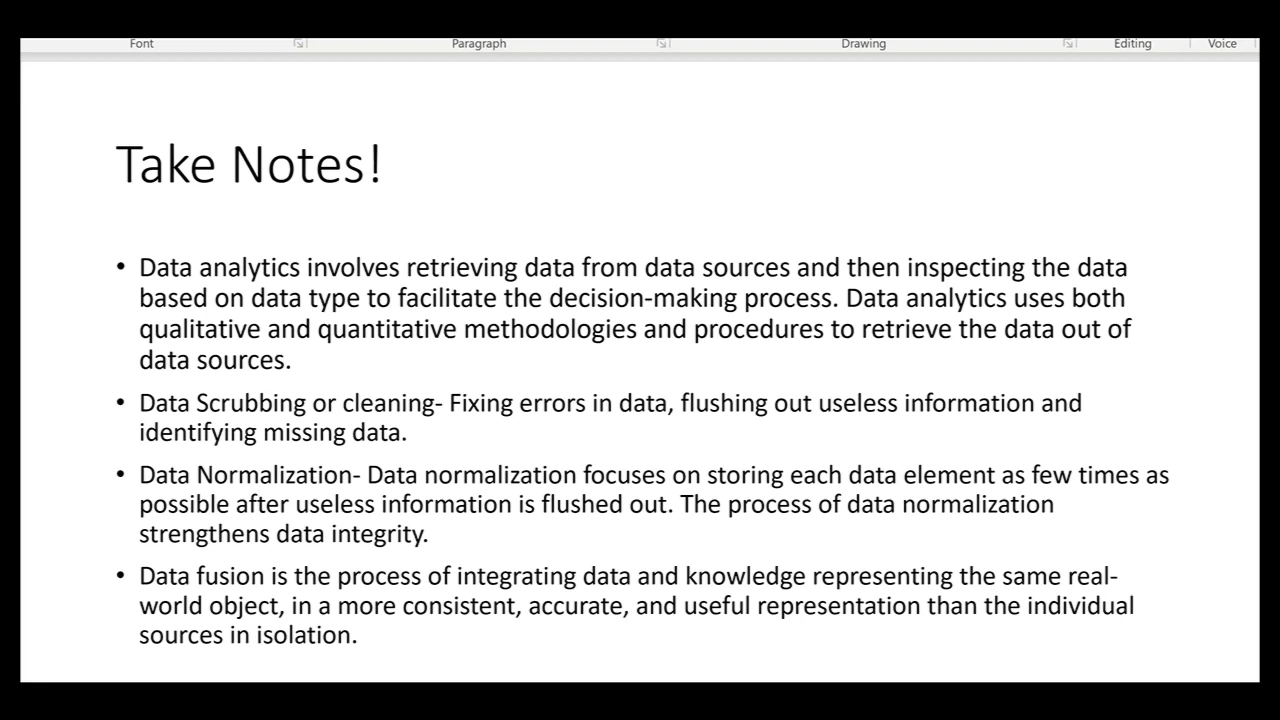 Font Paragraph Drawing Editing Voice
Take Notes!
• Data analytics involves retrieving data from data sources and then inspecting the data
based on data type to facilitate the decision-making process. Data analytics uses both
qualitative and quantitative methodologies and procedures to retrieve the data out of
data sources.
• Data Scrubbing or cleaning- Fixing errors in data, flushing out useless information and
identifying missing data.
• Data Normalization- Data normalization focuses on storing each data element as few times as
possible after useless information is flushed out. The process of data normalization
strengthens data integrity.
• Data fusion is the process of integrating data and knowledge representing the same real-
world object, in a more consistent, accurate, and useful representation than the individual
sources in isolation.